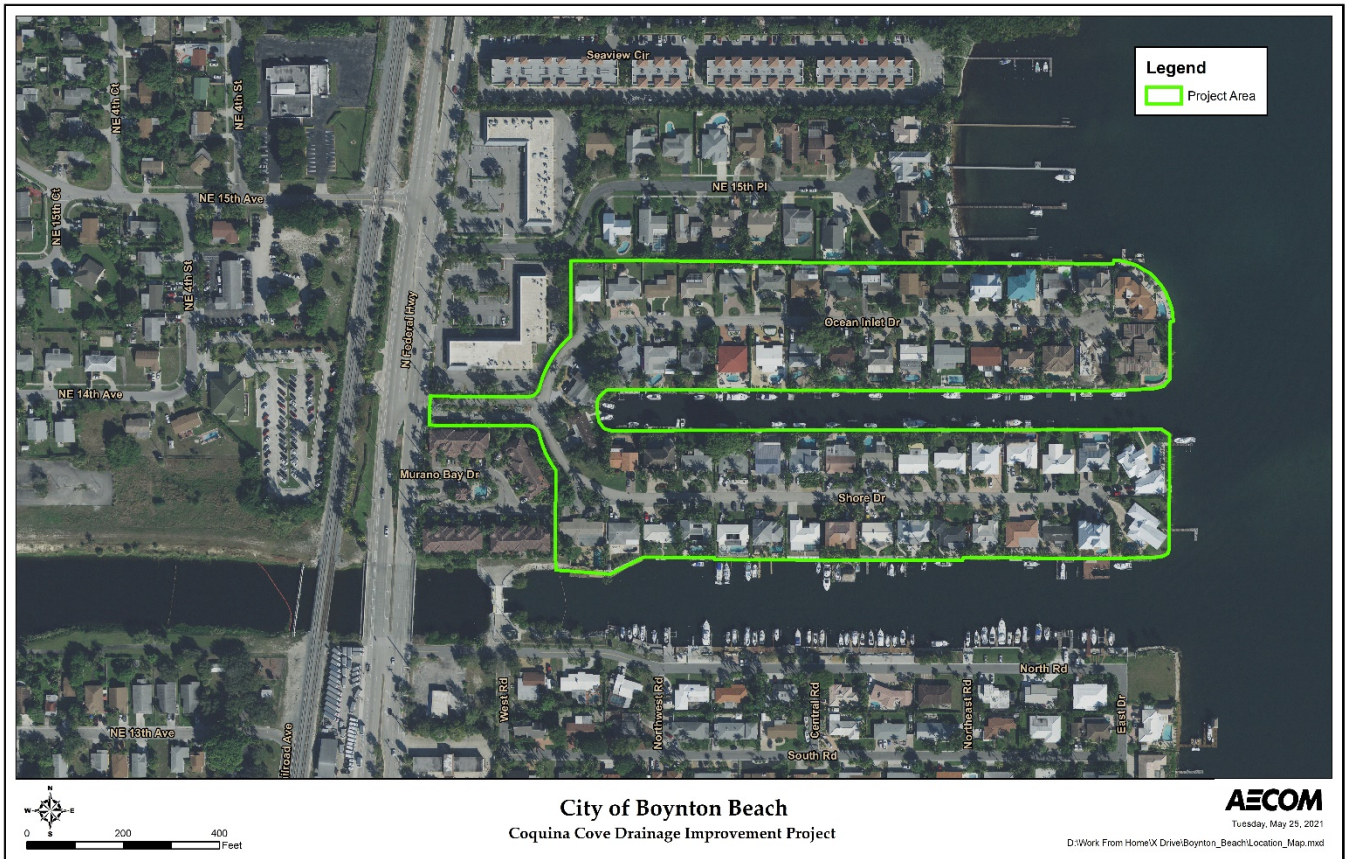 Seaview Cir
Legend
Project Area
NE 4th Ct
NE 4th St
NE 15th Pl
NE 15th Ave
NE 15th Ct
NE 4th St
N Federal Hwy
Ocean Inlet Dr
NE 14th Ave
Murano Bay Dr
Shore Dr
North Rd
West Rd
Northwest Rd
Central Rd
Northeast Rd
East Dr
NE 13th Ave
South Rd
ilroad Ave
N
W E
S
0 200 400
Feet
City of Boynton Beach
Coquina Cove Drainage Improvement Project
AECOM
Tuesday, May 25, 2021
D:\Work From Home\X Drive\Boynton_Beach\Location_Map.mxd